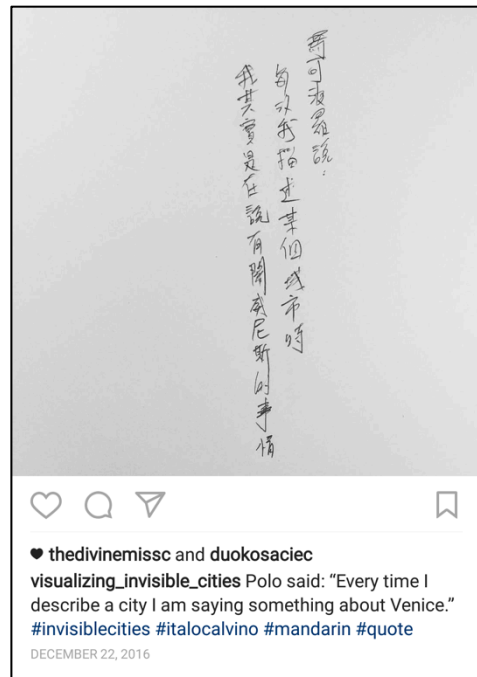 馬可波羅說：
每次我描述某個城市時
我其實是在說有關威尼斯的事情
thedivinemissc and duokosaciec
visualizing_invisible_cities Polo said: “Every time I
describe a city I am saying something about Venice.”
#invisiblecities #italocalvino #mandarin #quote
DECEMBER 22, 2016